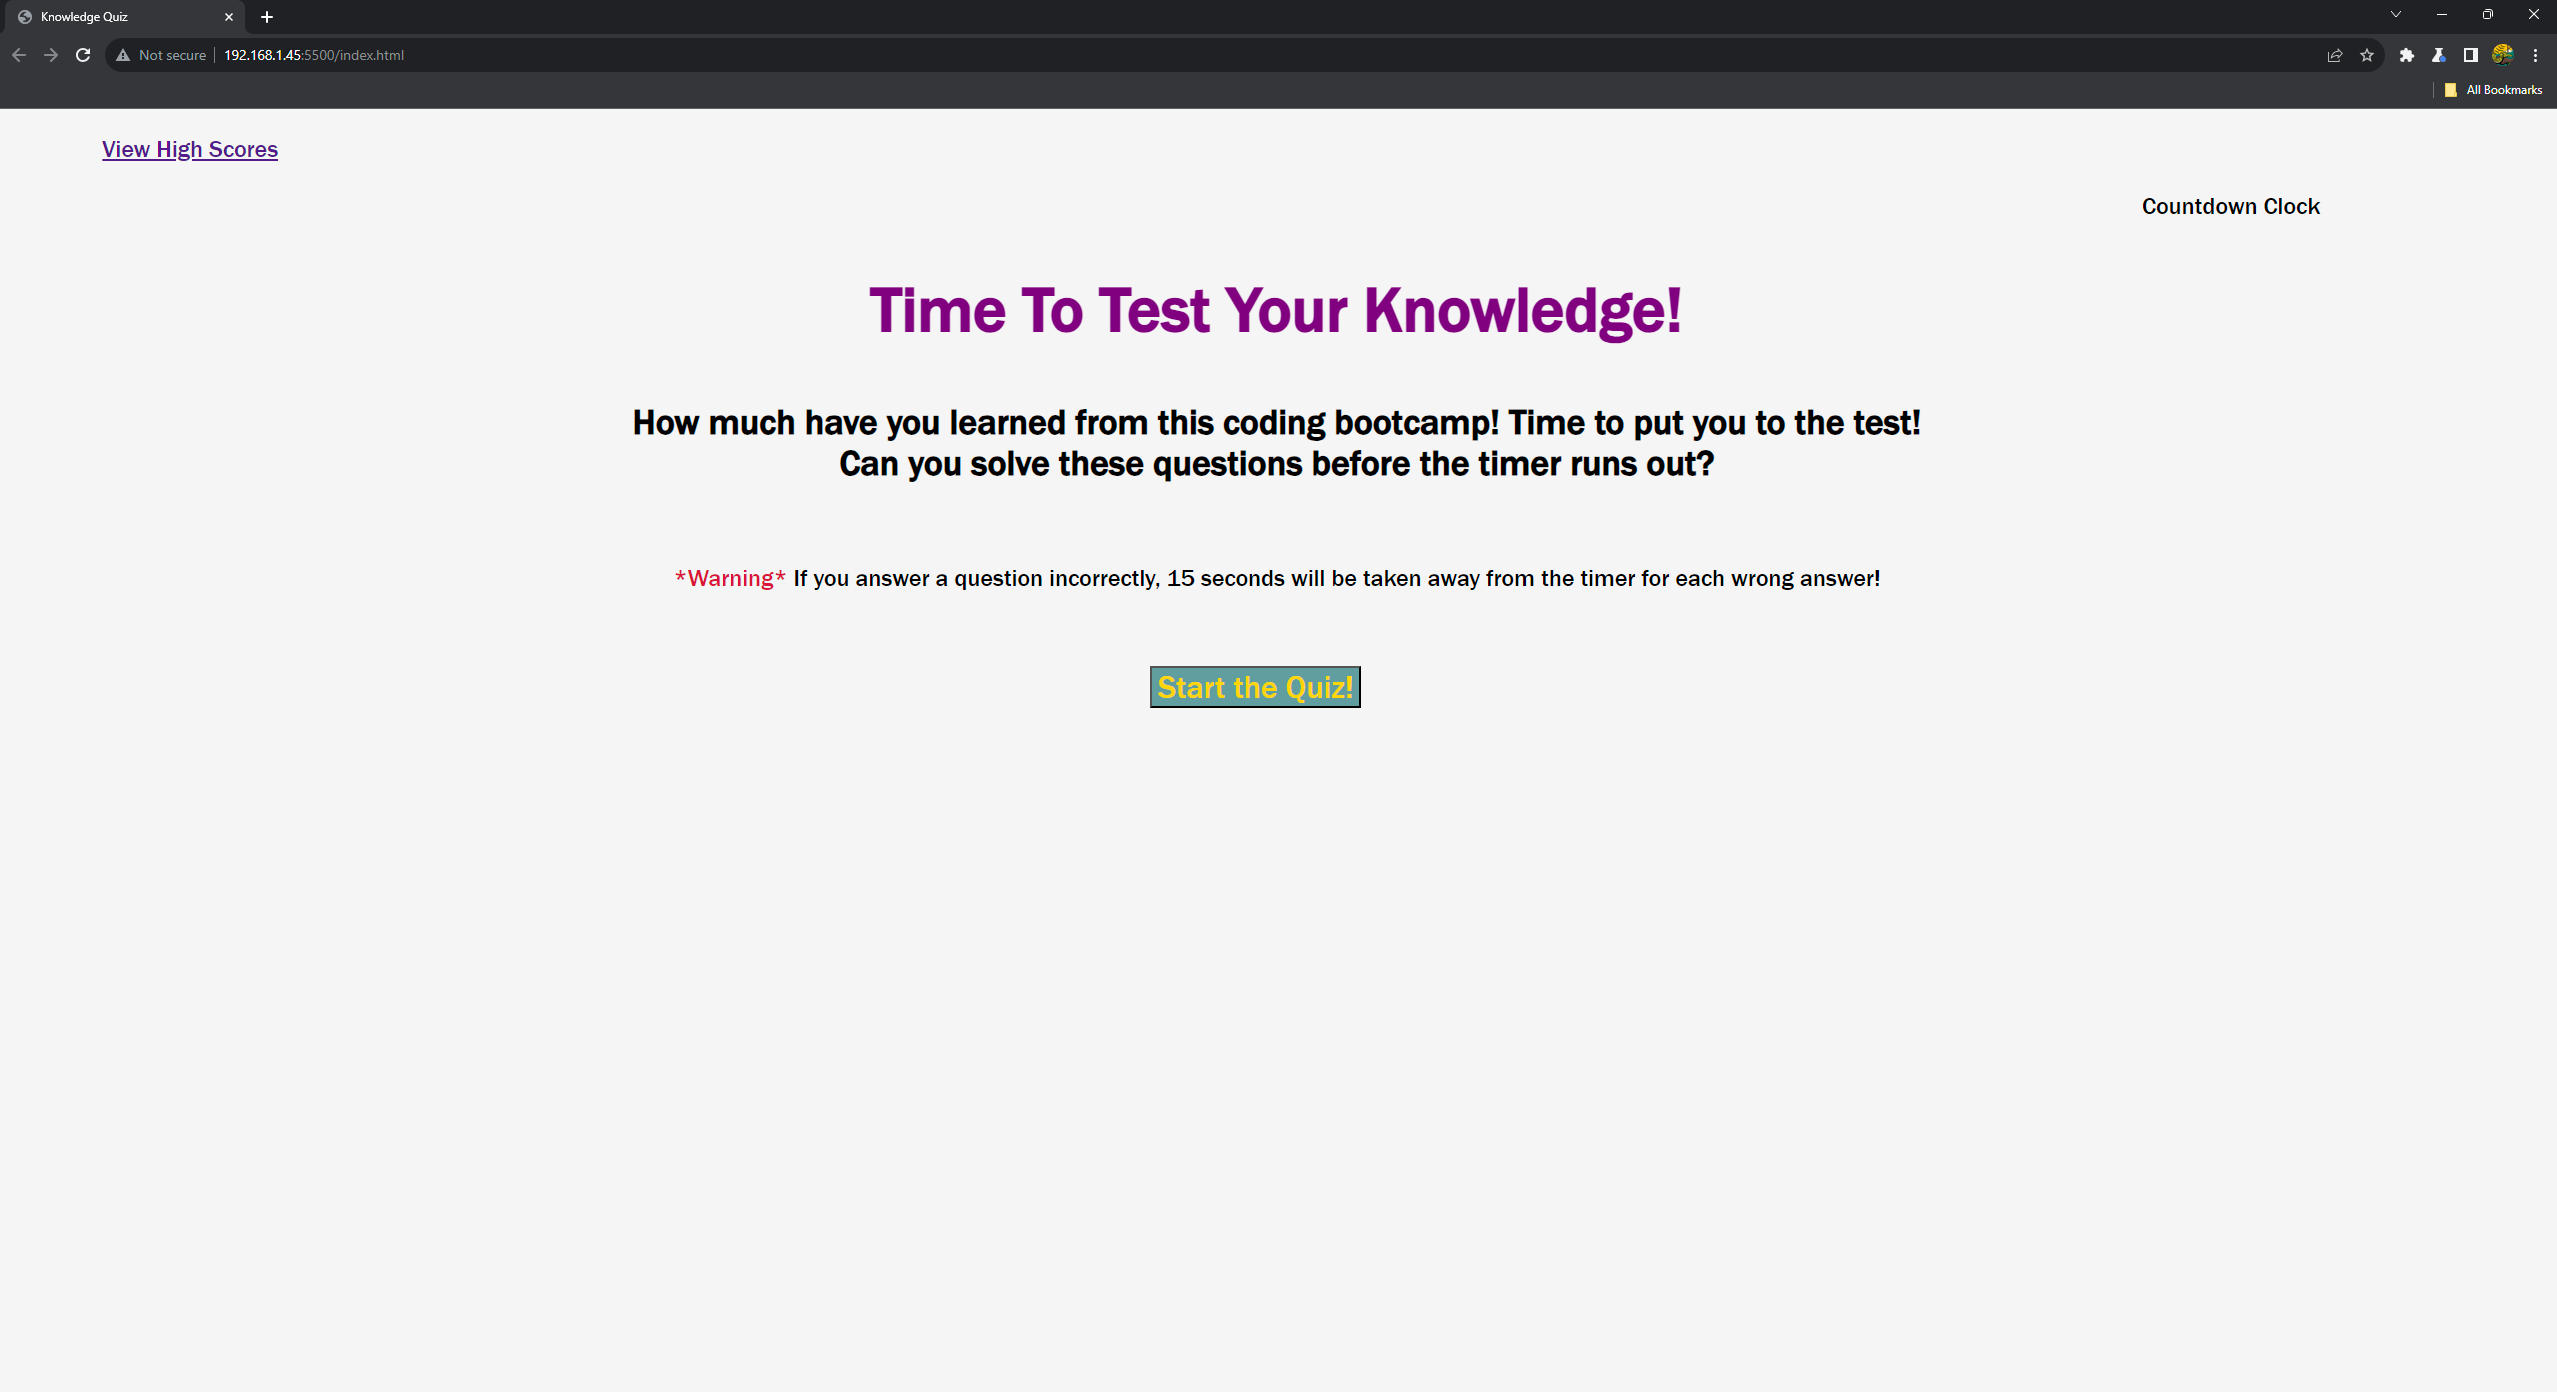 Knowledge Quiz
Not secure
192.168.1.45:5500/index.html
All Bookmarks
View High Scores
Countdown Clock
Time To Test Your Knowledge!
How much have you learned from this coding bootcamp! Time to put you to the test!
Can you solve these questions before the timer runs out?
*Warning* If you answer a question incorrectly, 15 seconds will be taken away from the timer for each wrong answer!
Start the Quiz!